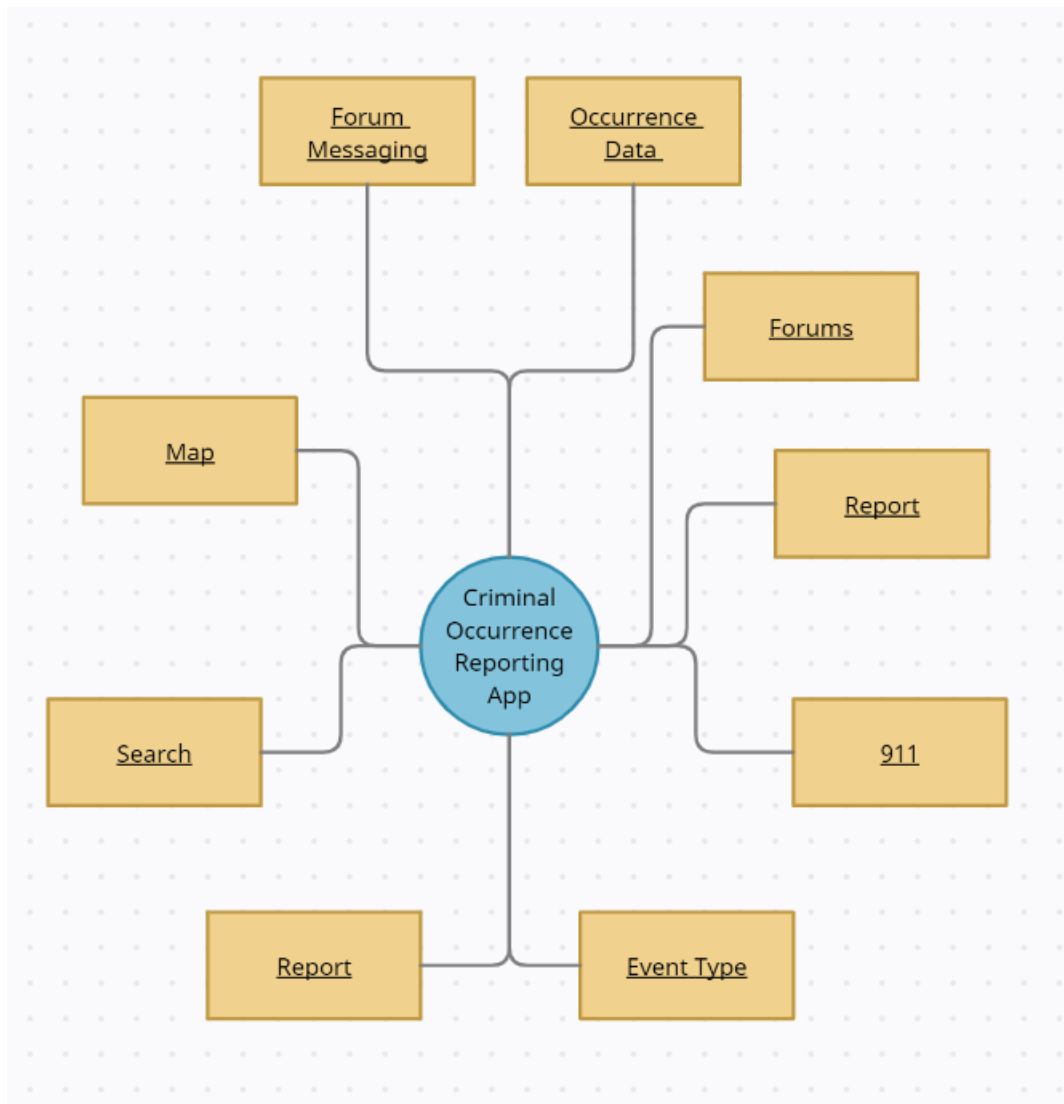 Forum
Messaging
Occurrence
Data
Forums
Map
Report
Criminal
Occurrence
Reporting
App
Search
911
Report
Event Type